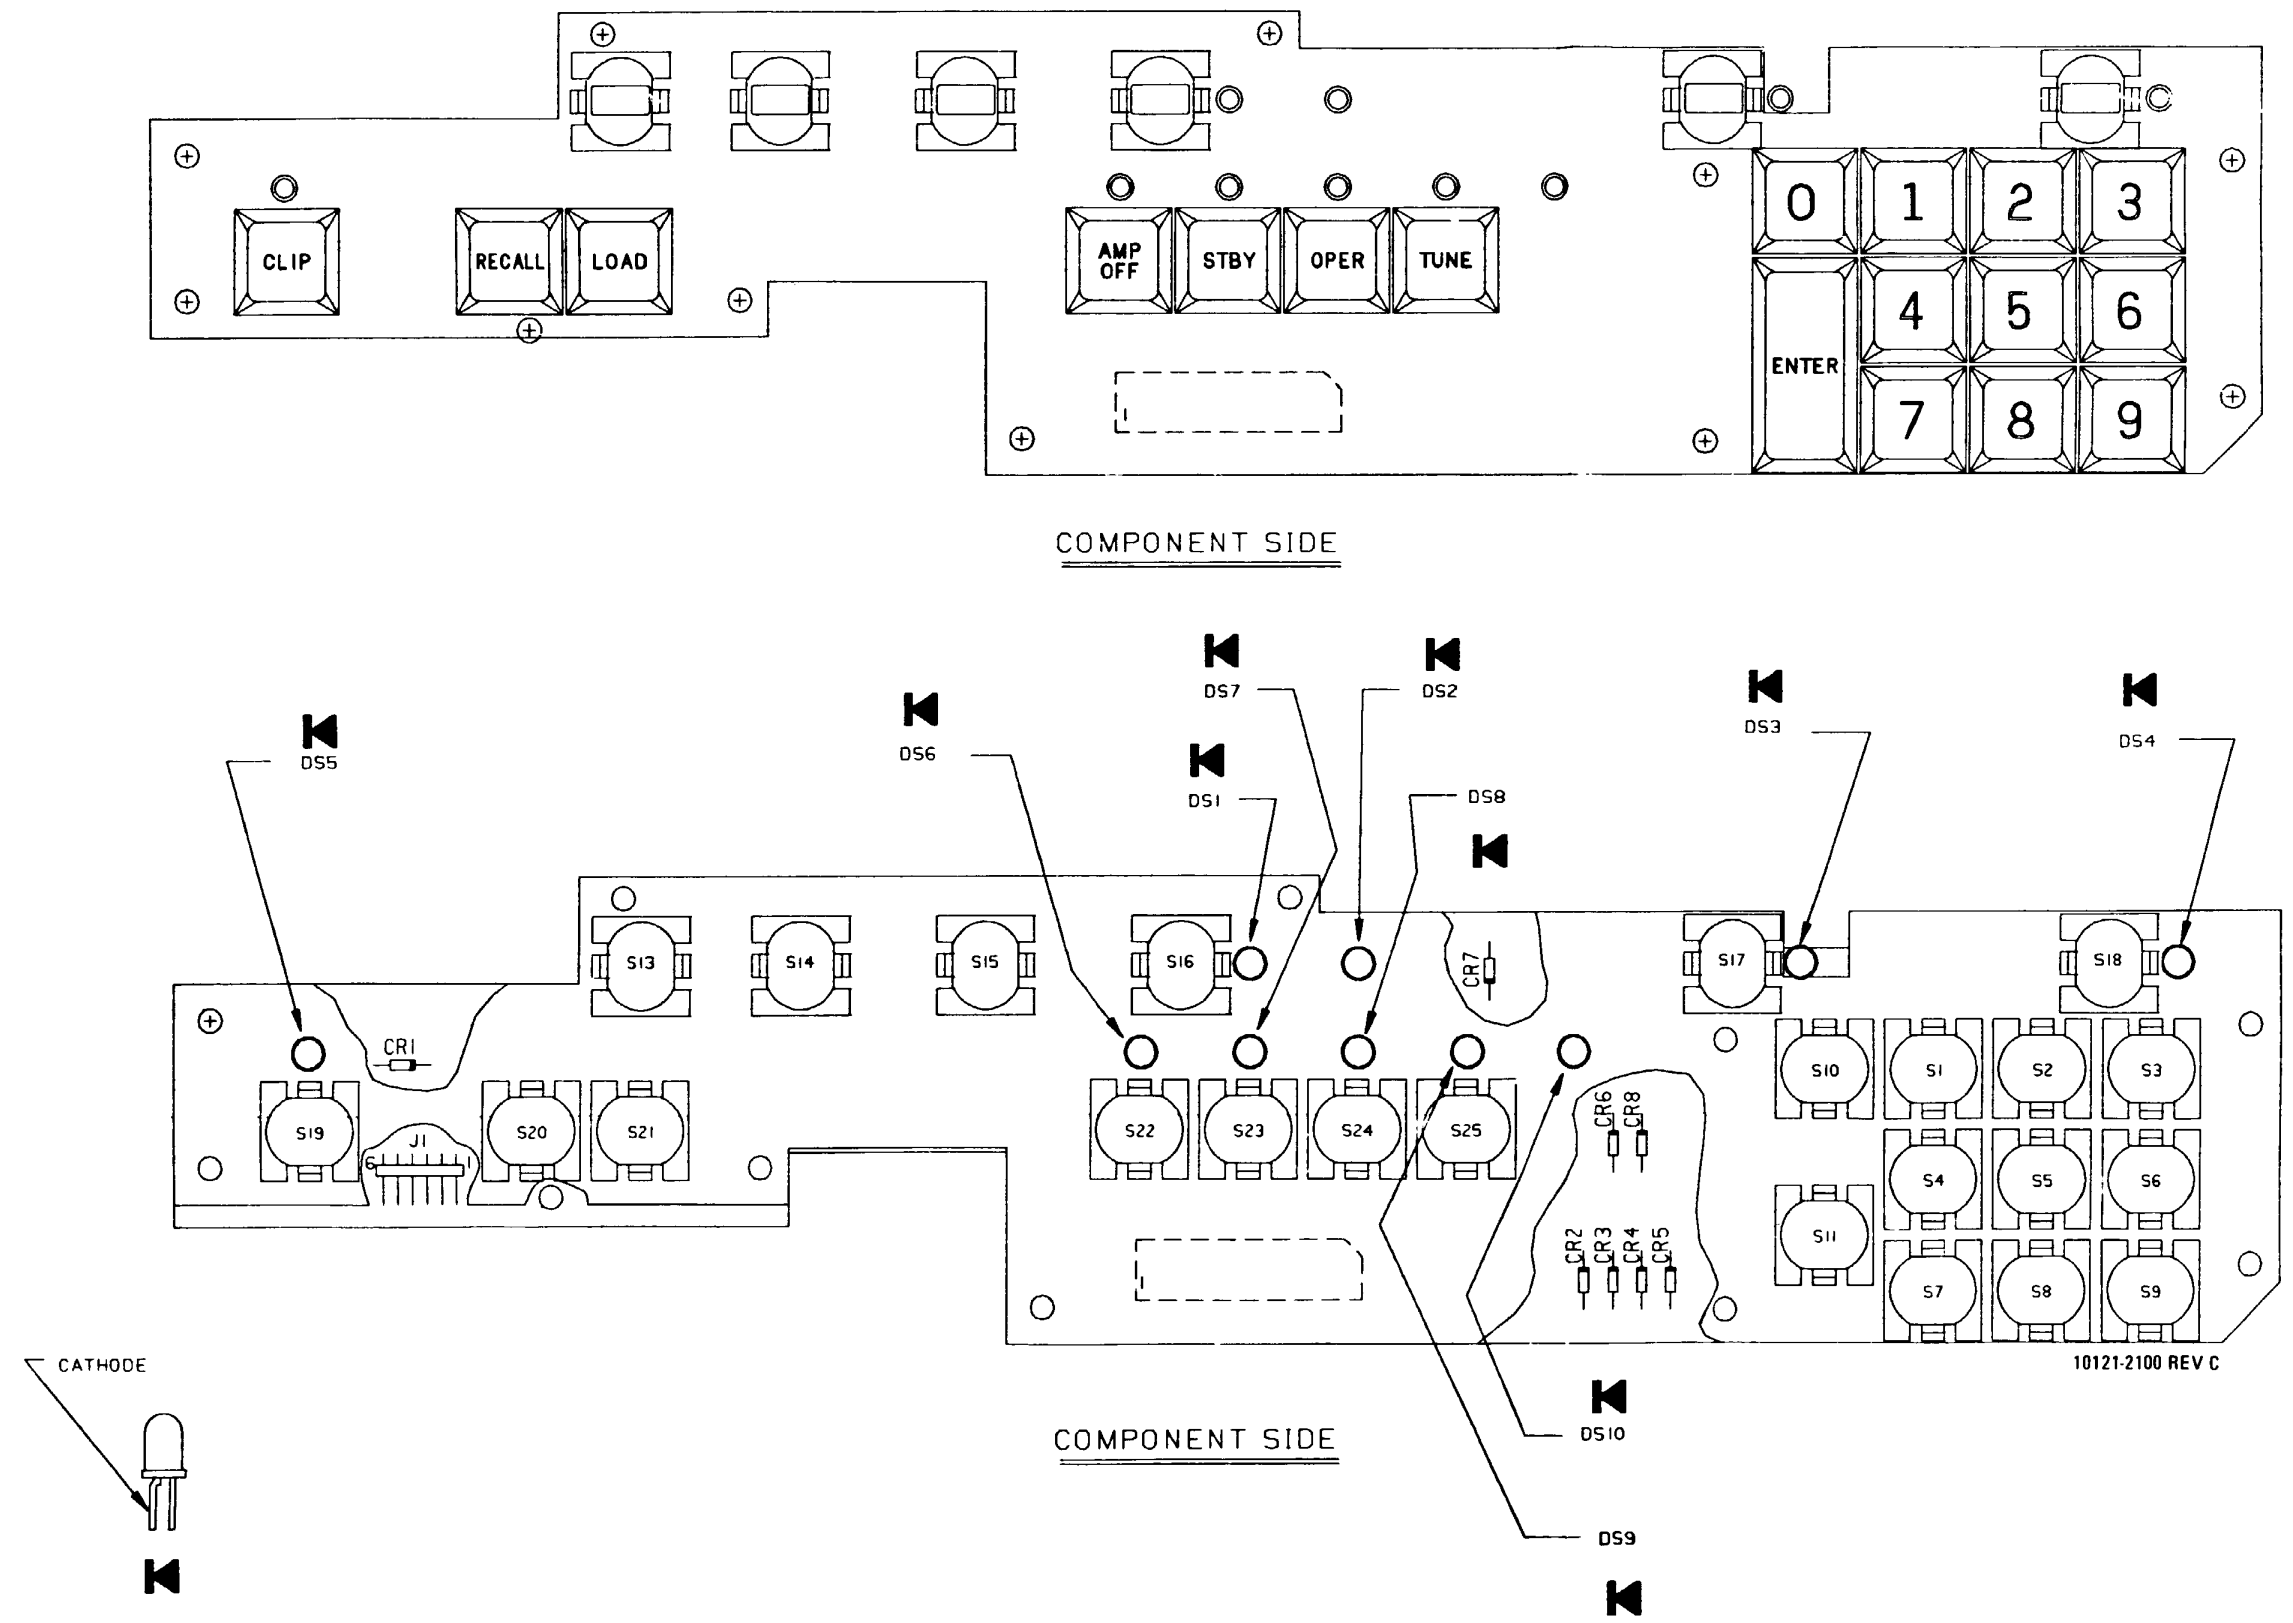 0 1 2 3
CLIP RECALL LOAD AMP OFF STBY OPER TUNE
4 5 6
ENTER
7 8 9
COMPONENT SIDE
DS7 DS2
DS3
DS5 DS6 DS4
DS1 DS8
S13 S14 S15 S16 CR7 S17 S18
CR1
S10 S1 S2 S3
CR6 CR8
S19 J1 S20 S21 S22 S23 S24 S25
6 1
S4 S5 S6
S11
CR2 CR3 CR4 CR5
S7 S8 S9
10121-2100 REV C
CATHODE
COMPONENT SIDE
DS10
DS9